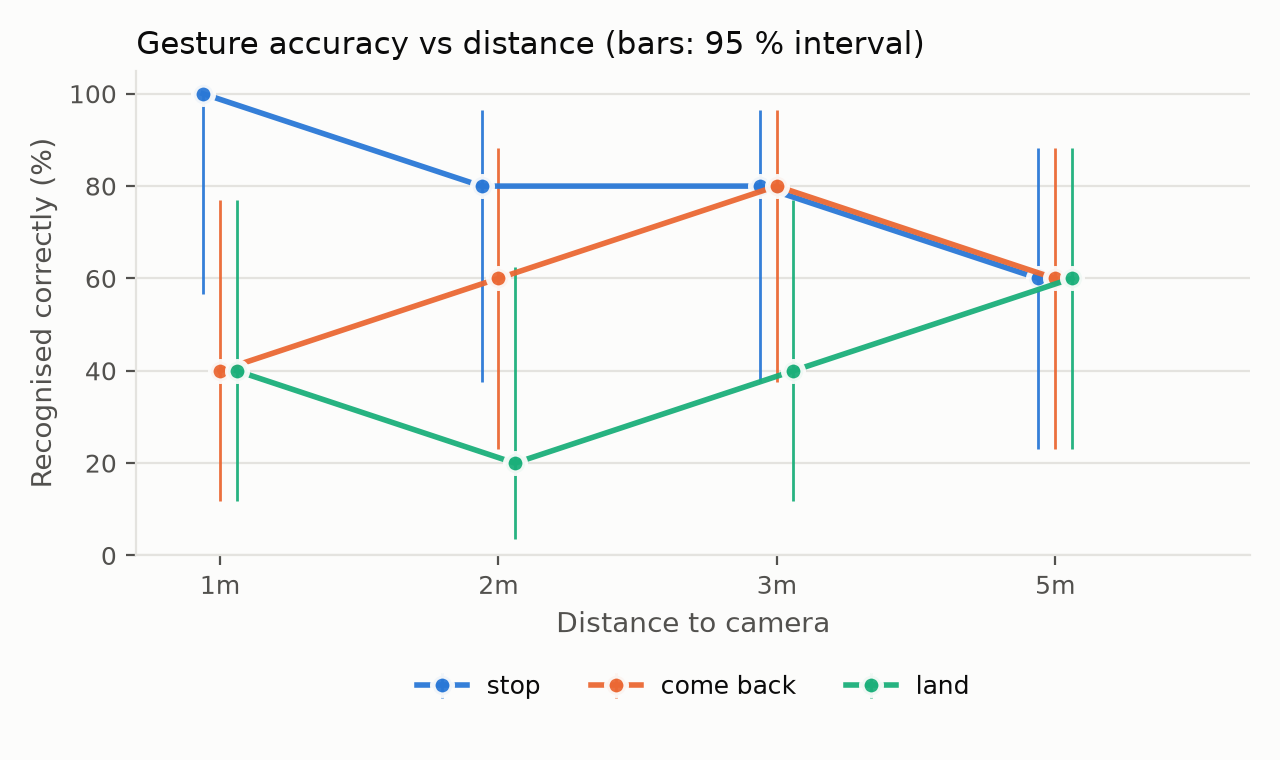 Gesture accuracy vs distance (bars: 95 % interval)
Recognised correctly (%)
100
80
60
40
20
0
1m 2m 3m 5m
Distance to camera
stop come back land